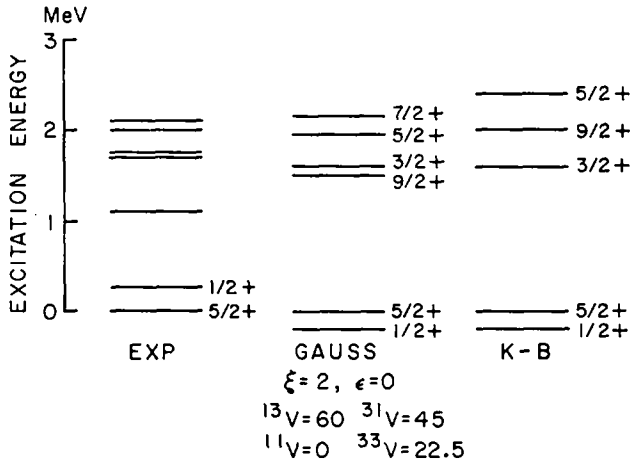 MeV
3
2
1
0
EXCITATION ENERGY
1/2+
5/2+
EXP
7/2+
5/2+
3/2+
9/2+
5/2+
1/2+
GAUSS
5/2+
9/2+
3/2+
5/2+
1/2+
K-B
ξ=2, ϵ=0
¹³V=60 ³¹V=45
¹¹V=0 ³³V=22.5